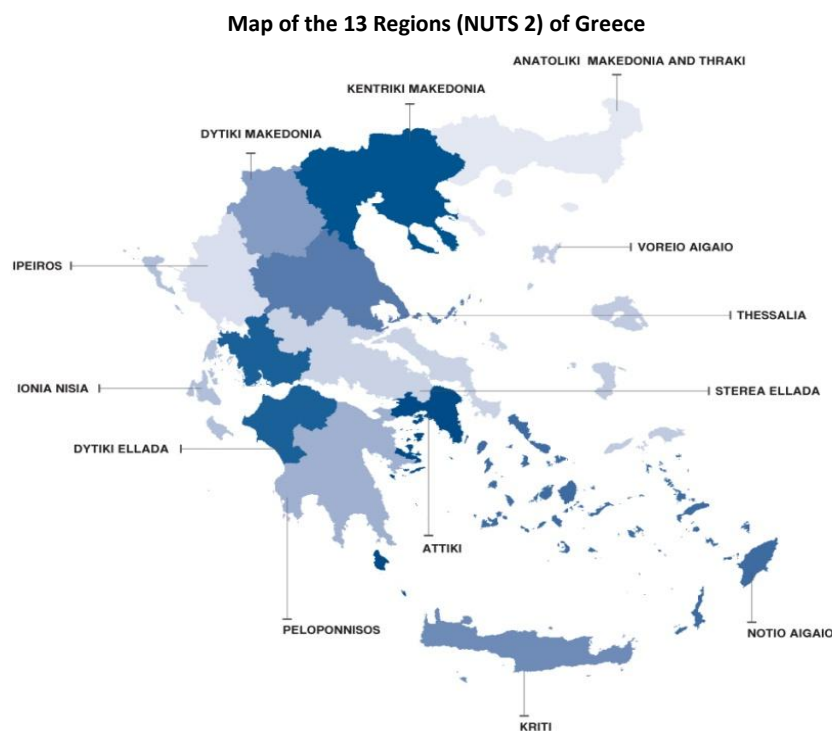 Map of the 13 Regions (NUTS 2) of Greece
ANATOLIKI MAKEDONIA AND THRAKI
KENTRIKI MAKEDONIA
DYTIKI MAKEDONIA
VOREIO AIGAIO
IPEIROS
THESSALIA
IONIA NISIA
STEREA ELLADA
DYTIKI ELLADA
ATTIKI
PELOPONNISOS
NOTIO AIGAIO
KRITI